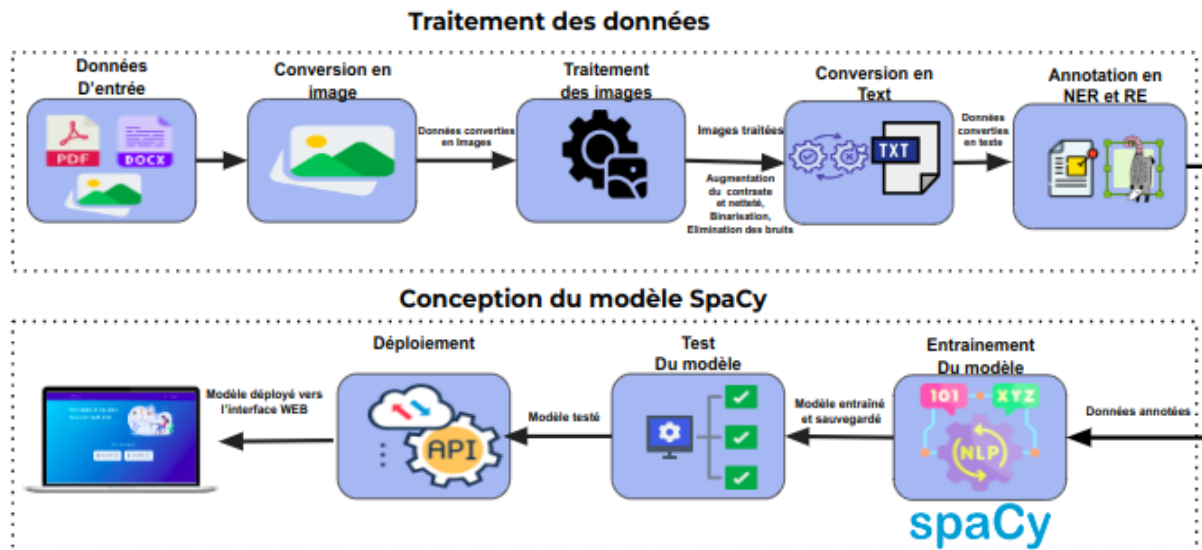 Traitement des données
Données
D'entrée
Conversion en
image
Traitement
des images
Conversion en
Text
Annotation en
NER et RE
PDF
DOCX
Données converties
en Images
Images traitées
Augmentation
du contraste
et netteté,
Binarisation,
Elimination des bruits
TXT
Données
converties
en texte
Conception du modèle SpaCy
Déploiement
Test
Du modèle
Entrainement
Du modèle
Modèle déployé vers
l'interface WEB
API
Modèle testé
Modèle entraîné
et sauvegardé
101
XYZ
NLP
Données annotées
spaCy